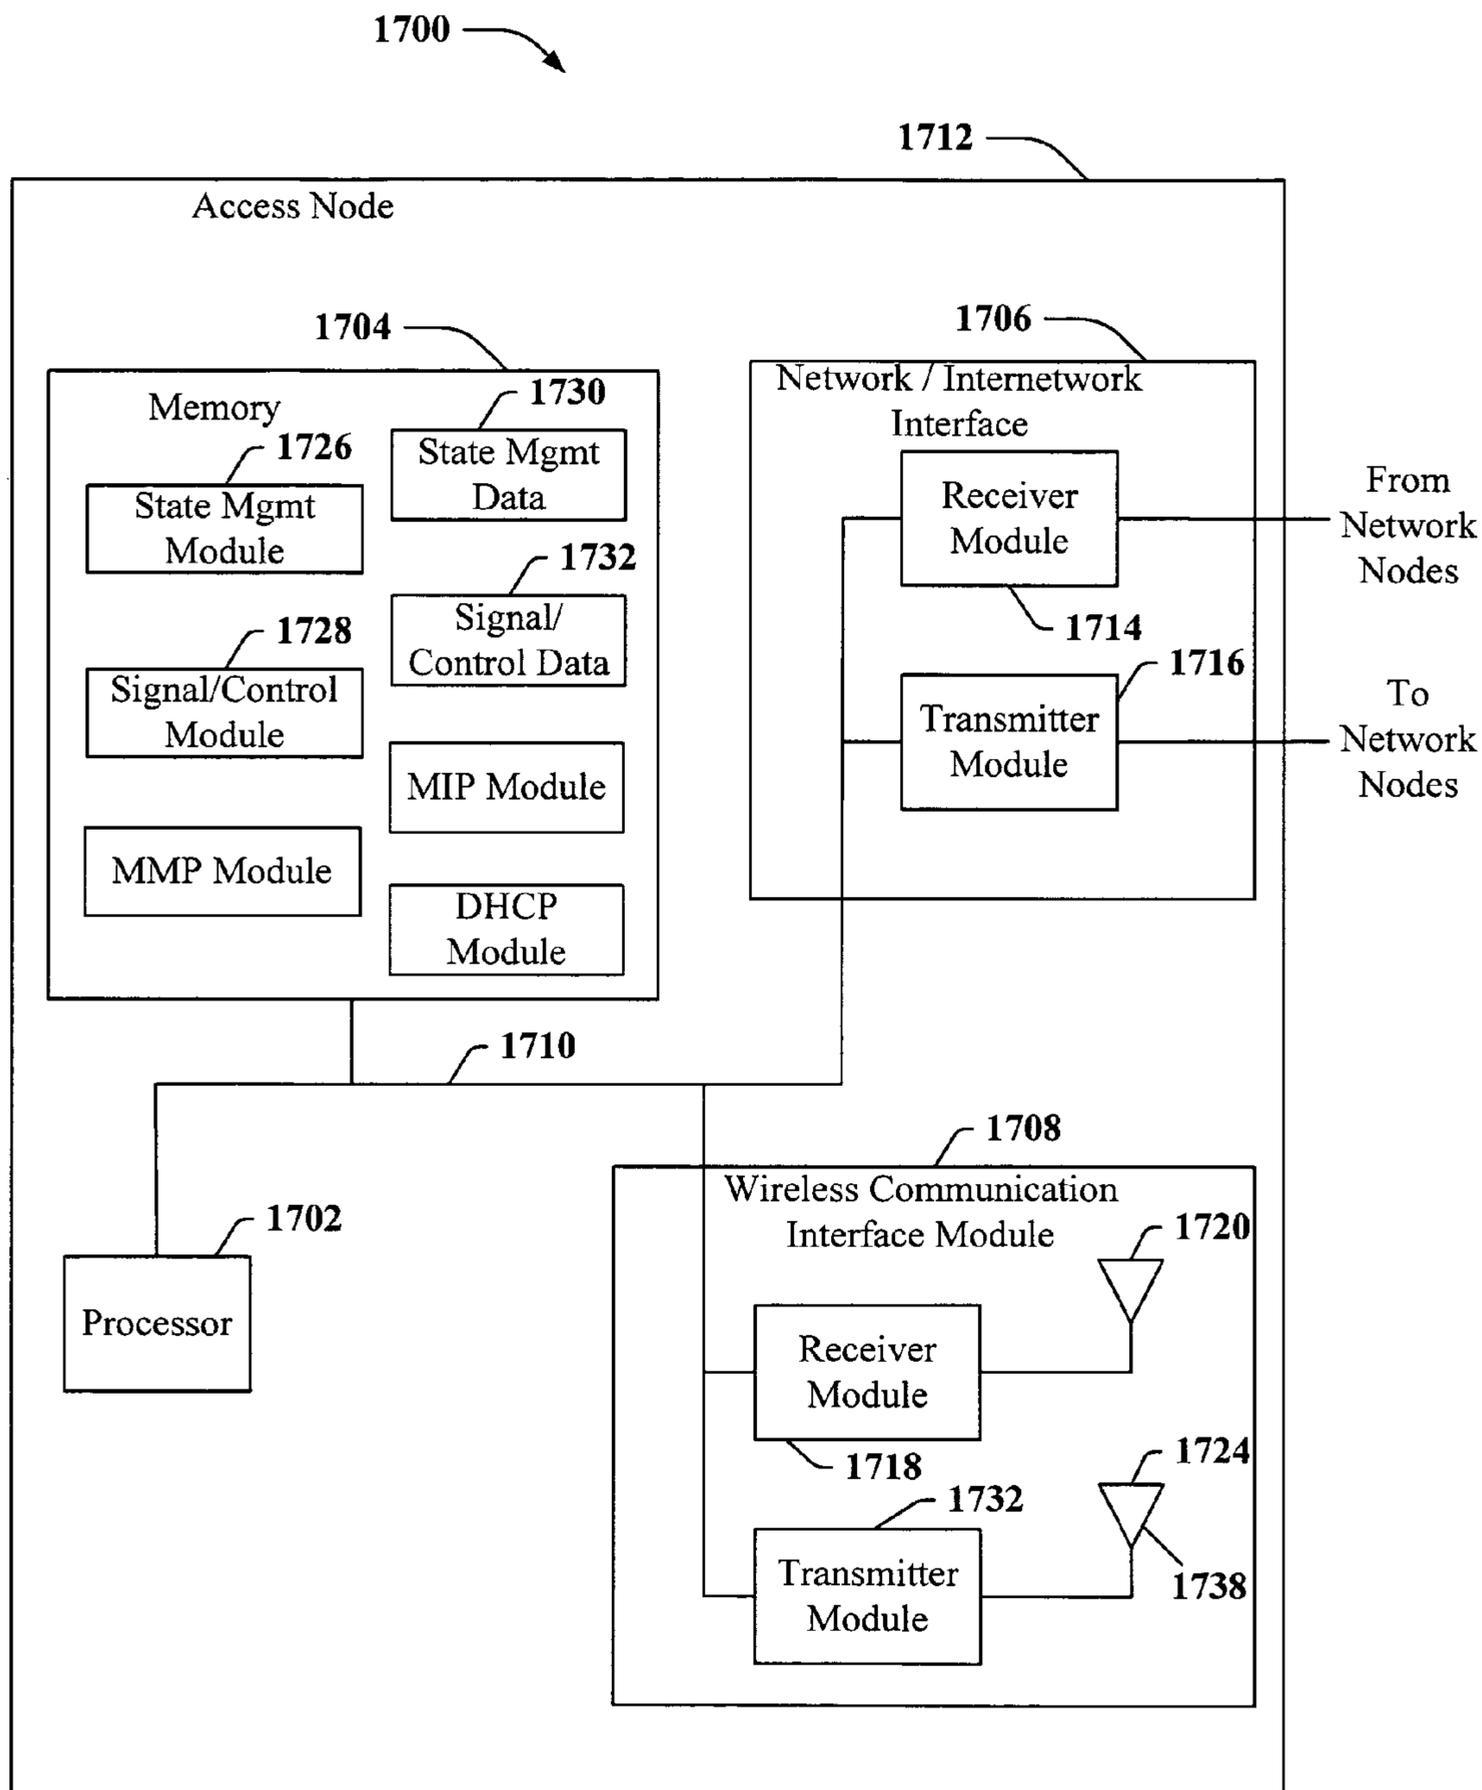 1700
1712
Access Node
1704
Memory
1730
State Mgmt
Data
1726
State Mgmt
Module
1732
Signal/
Control Data
1728
Signal/Control
Module
MIP Module
MMP Module
DHCP
Module
1706
Network / Internetwork
Interface
Receiver
Module
1714
From
Network
Nodes
1716
Transmitter
Module
To
Network
Nodes
1710
1702
Processor
1708
Wireless Communication
Interface Module
1720
Receiver
Module
1718
1724
1732
Transmitter
Module
1738